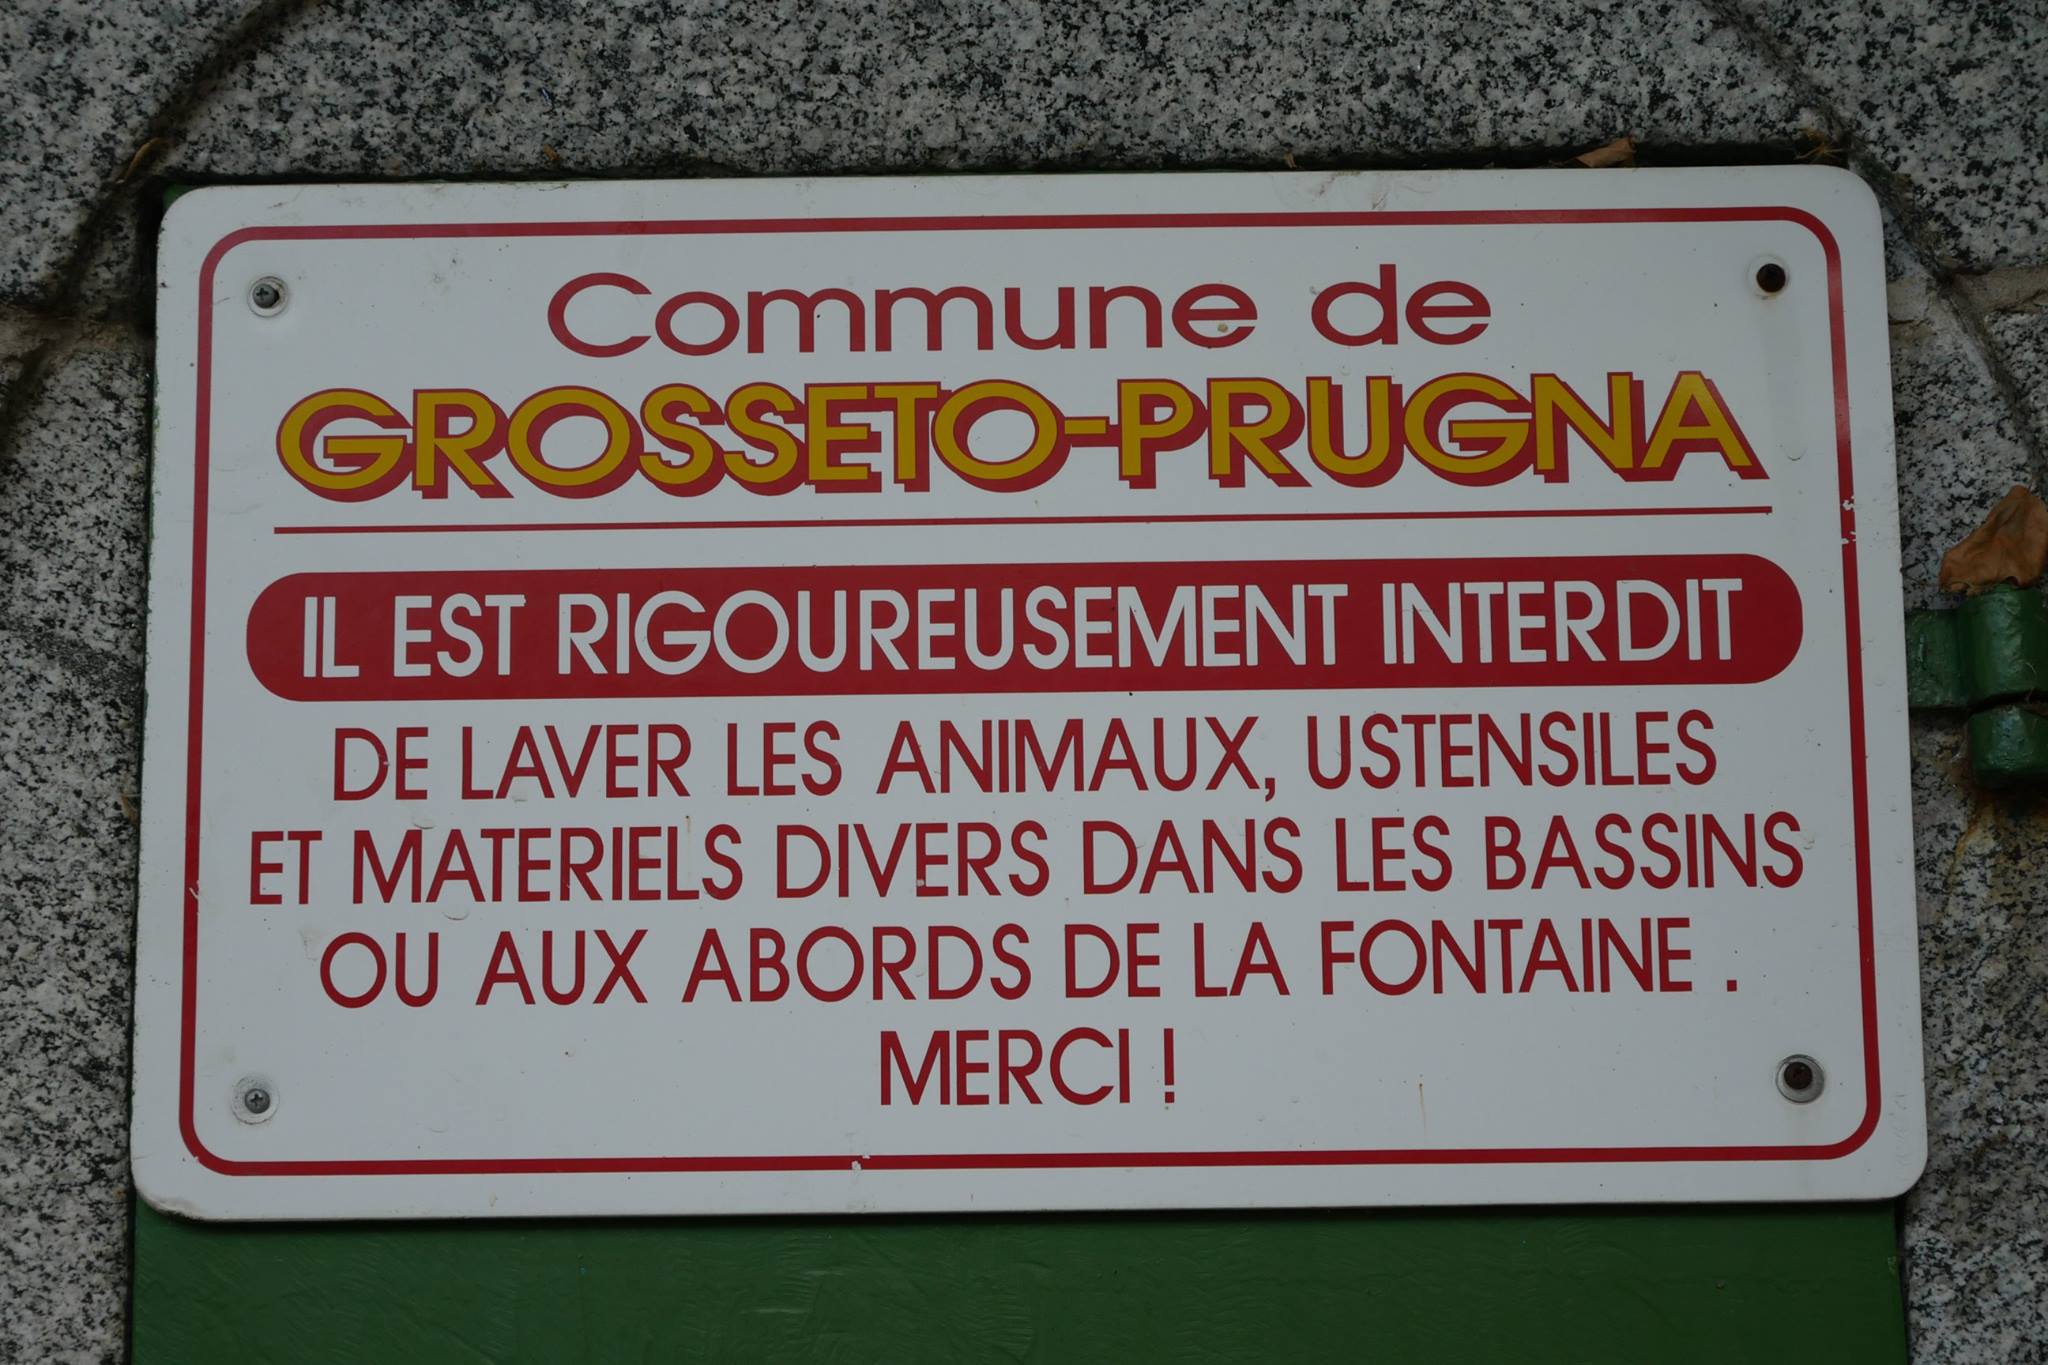 Commune de
GROSSETO-PRUGNA
IL EST RIGOUREUSEMENT INTERDIT
DE LAVER LES ANIMAUX, USTENSILES
ET MATERIELS DIVERS DANS LES BASSINS
OU AUX ABORDS DE LA FONTAINE .
MERCI !